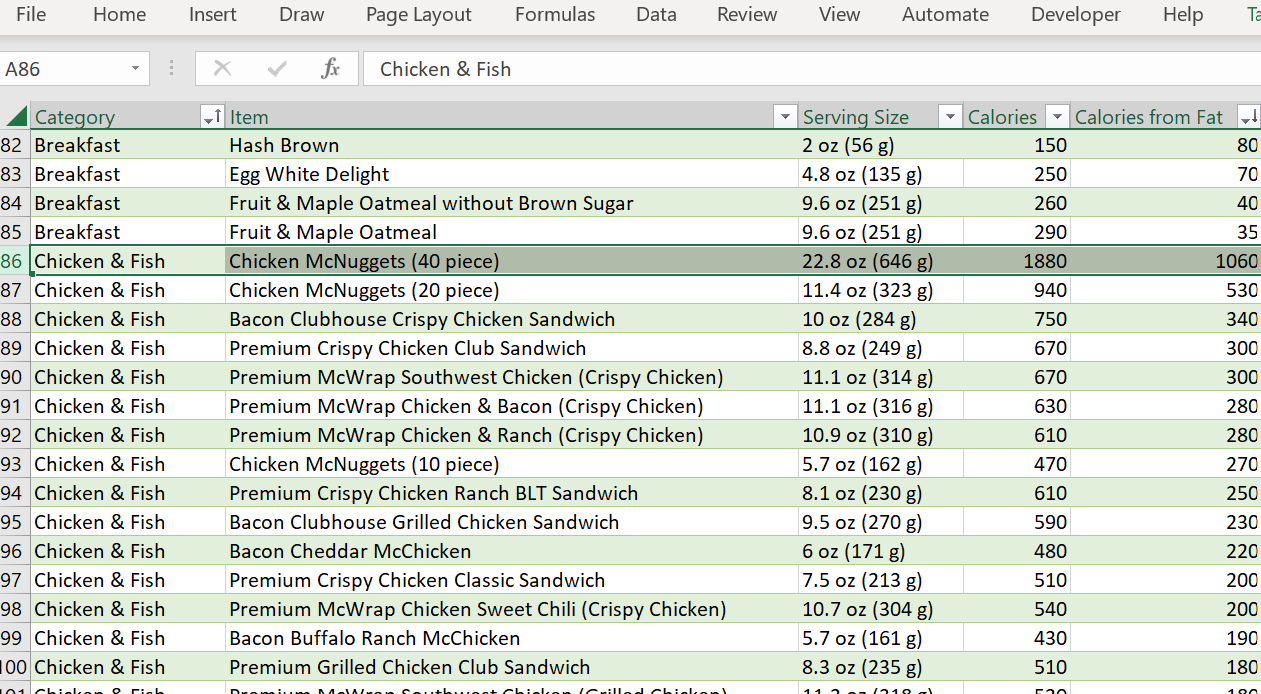 File Home Insert Draw Page Layout Formulas Data Review View Automate Developer Help
A86 fx Chicken & Fish
Category Item Serving Size Calories Calories from Fat
82 Breakfast Hash Brown 2 oz (56 g) 150 80
83 Breakfast Egg White Delight 4.8 oz (135 g) 250 70
84 Breakfast Fruit & Maple Oatmeal without Brown Sugar 9.6 oz (251 g) 260 40
85 Breakfast Fruit & Maple Oatmeal 9.6 oz (251 g) 290 35
86 Chicken & Fish Chicken McNuggets (40 piece) 22.8 oz (646 g) 1880 1060
87 Chicken & Fish Chicken McNuggets (20 piece) 11.4 oz (323 g) 940 530
88 Chicken & Fish Bacon Clubhouse Crispy Chicken Sandwich 10 oz (284 g) 750 340
89 Chicken & Fish Premium Crispy Chicken Club Sandwich 8.8 oz (249 g) 670 300
90 Chicken & Fish Premium McWrap Southwest Chicken (Crispy Chicken) 11.1 oz (314 g) 670 300
91 Chicken & Fish Premium McWrap Chicken & Bacon (Crispy Chicken) 11.1 oz (316 g) 630 280
92 Chicken & Fish Premium McWrap Chicken & Ranch (Crispy Chicken) 10.9 oz (310 g) 610 280
93 Chicken & Fish Chicken McNuggets (10 piece) 5.7 oz (162 g) 470 270
94 Chicken & Fish Premium Crispy Chicken Ranch BLT Sandwich 8.1 oz (230 g) 610 250
95 Chicken & Fish Bacon Clubhouse Grilled Chicken Sandwich 9.5 oz (270 g) 590 230
96 Chicken & Fish Bacon Cheddar McChicken 6 oz (171 g) 480 220
97 Chicken & Fish Premium Crispy Chicken Classic Sandwich 7.5 oz (213 g) 510 200
98 Chicken & Fish Premium McWrap Chicken Sweet Chili (Crispy Chicken) 10.7 oz (304 g) 540 200
99 Chicken & Fish Bacon Buffalo Ranch McChicken 5.7 oz (161 g) 430 190
100 Chicken & Fish Premium Grilled Chicken Club Sandwich 8.3 oz (235 g) 510 180